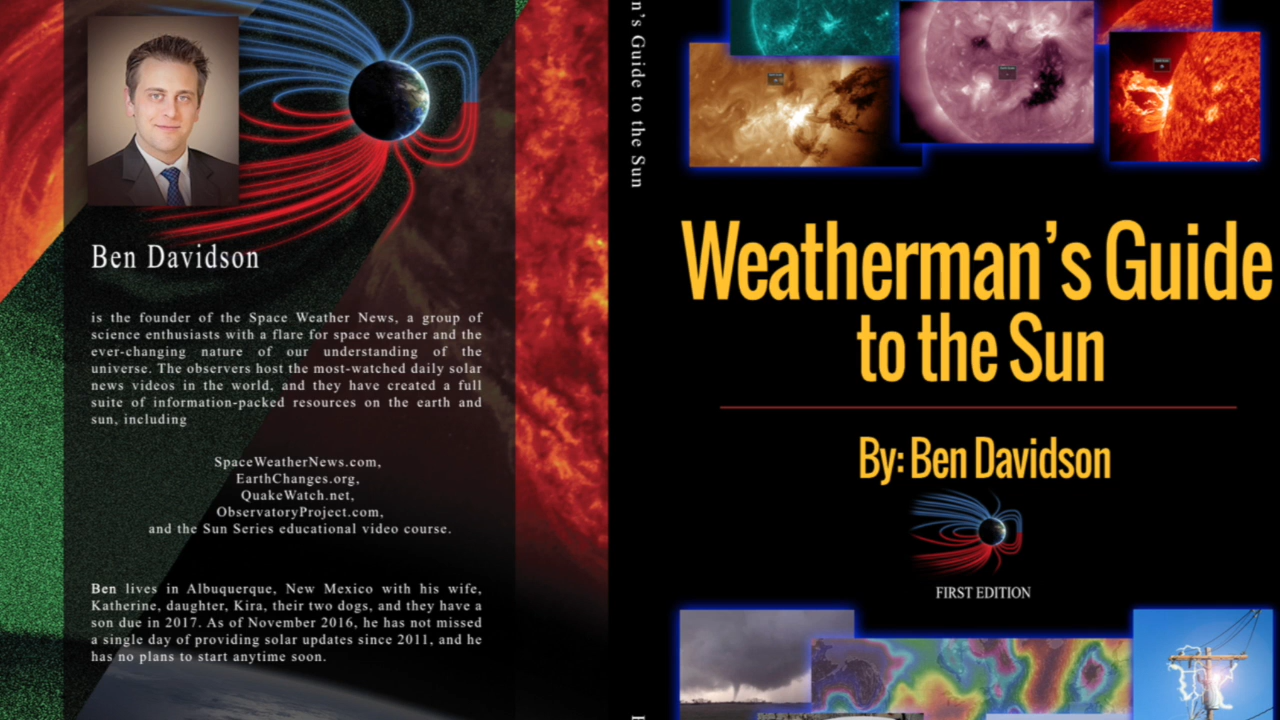 Ben Davidson
is the founder of the Space Weather News, a group of
science enthusiasts with a flare for space weather and the
ever-changing nature of our understanding of the
universe. The observers host the most-watched daily solar
news videos in the world, and they have created a full
suite of information-packed resources on the earth and
sun, including
SpaceWeatherNews.com,
EarthChanges.org,
QuakeWatch.net,
ObservatoryProject.com,
and the Sun Series educational video course.
Ben lives in Albuquerque, New Mexico with his wife,
Katherine, daughter, Kira, their two dogs, and they have a
son due in 2017. As of November 2016, he has not missed
a single day of providing solar updates since 2011, and he
has no plans to start anytime soon.
n's Guide to the Sun
Weatherman's Guide
to the Sun
By: Ben Davidson
FIRST EDITION